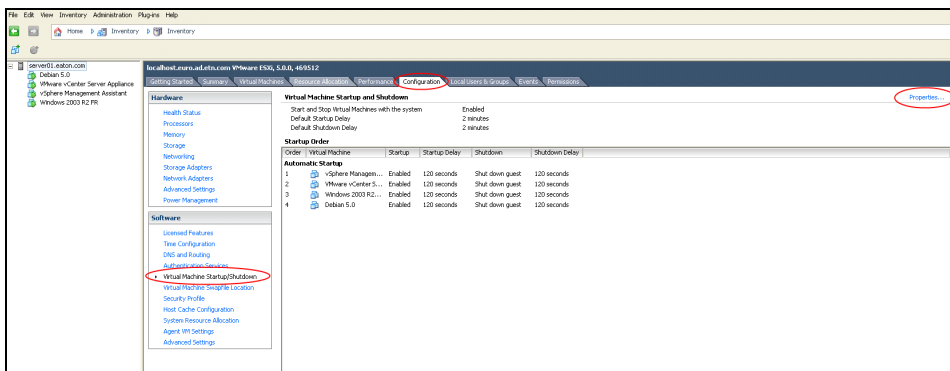 File Edit View Inventory Administration Plug-ins Help
Home Inventory Inventory
server01.eaton.com
Debian 5.0
VMware vCenter Server Appliance
vSphere Management Assistant
Windows 2003 R2 FR
localhost.euro.ad.etn.com VMware ESXi, 5.0.0, 469512
Getting Started Summary Virtual Machines Resource Allocation Performance Configuration Local Users & Groups Events Permissions
Hardware
Health Status
Processors
Memory
Storage
Networking
Storage Adapters
Network Adapters
Advanced Settings
Power Management
Software
Licensed Features
Time Configuration
DNS and Routing
Authentication Services
Virtual Machine Startup/Shutdown
Virtual Machine Swapfile Location
Security Profile
Host Cache Configuration
System Resource Allocation
Agent VM Settings
Advanced Settings
Virtual Machine Startup and Shutdown Properties...
Start and Stop Virtual Machines with the system Enabled
Default Startup Delay 2 minutes
Default Shutdown Delay 2 minutes
Startup Order
Order Virtual Machine Startup Startup Delay Shutdown Shutdown Delay
Automatic Startup
1 vSphere Managem... Enabled 120 seconds Shut down guest 120 seconds
2 VMware vCenter S... Enabled 120 seconds Shut down guest 120 seconds
3 Windows 2003 R2... Enabled 120 seconds Shut down guest 120 seconds
4 Debian 5.0 Enabled 120 seconds Shut down guest 120 seconds